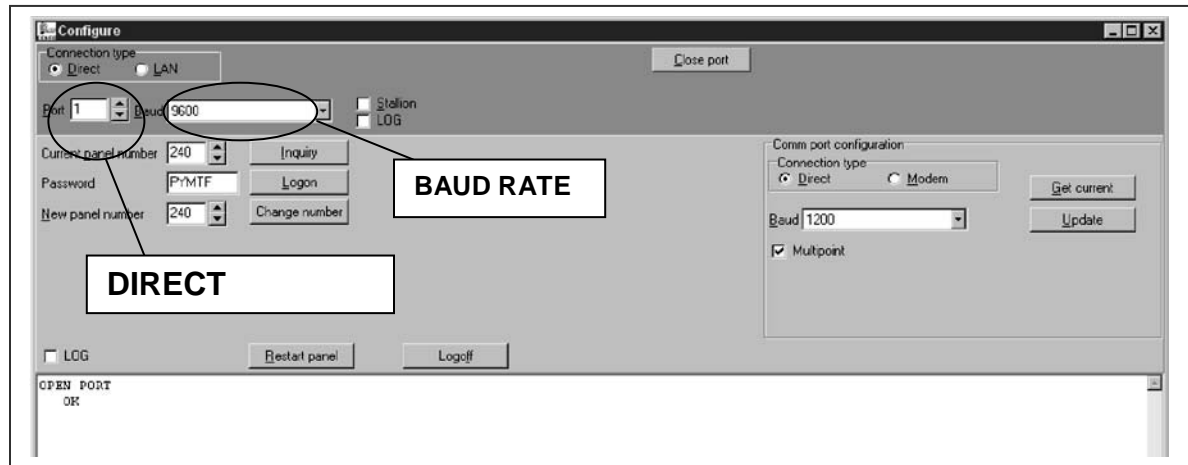 Configure
Connection type
Direct LAN
Close port
Port 1 Baud 9600
Stallion
LOG
Current panel number 240 Inquiry
Password PYMTF Logon
New panel number 240 Change number
BAUD RATE
DIRECT
Comm port configuration
Connection type
Direct Modem
Get current
Baud 1200
Update
Multipoint
LOG Restart panel Logoff
OPEN PORT
OK